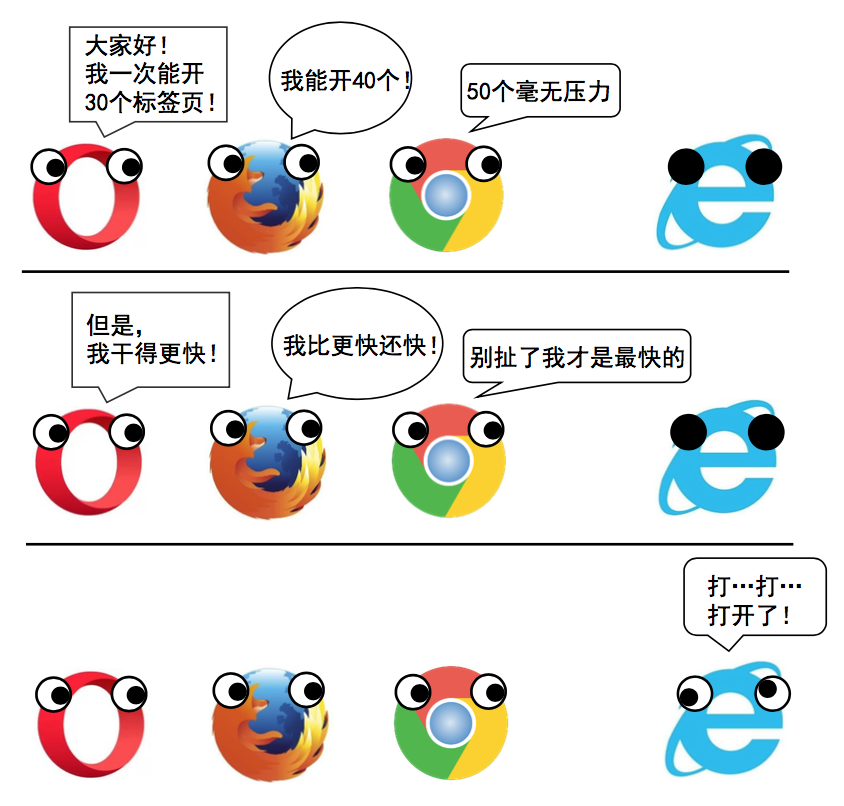 大家好！
我一次能开
30个标签页！
我能开40个！
50个毫无压力
但是，
我干得更快！
我比更快还快！
别扯了我才是最快的
打…打…
打开了！